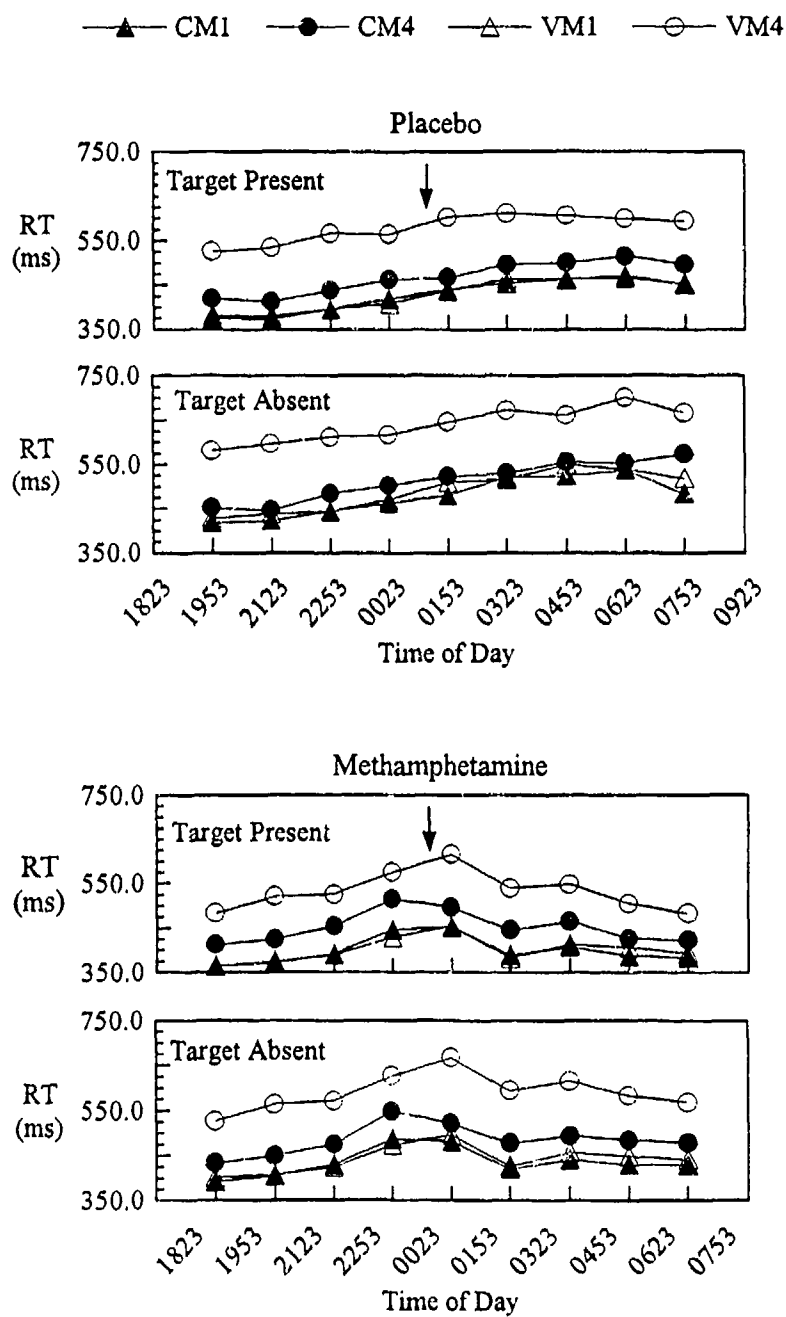 CM1 CM4 VM1 VM4
Placebo
Target Present
RT
(ms)
750.0
550.0
350.0
Target Absent
RT
(ms)
750.0
550.0
350.0
1823 1953 2123 2253 0023 0153 0323 0453 0623 0753 0923
Time of Day
Methamphetamine
Target Present
RT
(ms)
750.0
550.0
350.0
Target Absent
RT
(ms)
750.0
550.0
350.0
1823 1953 2123 2253 0023 0153 0323 0453 0623 0753
Time of Day